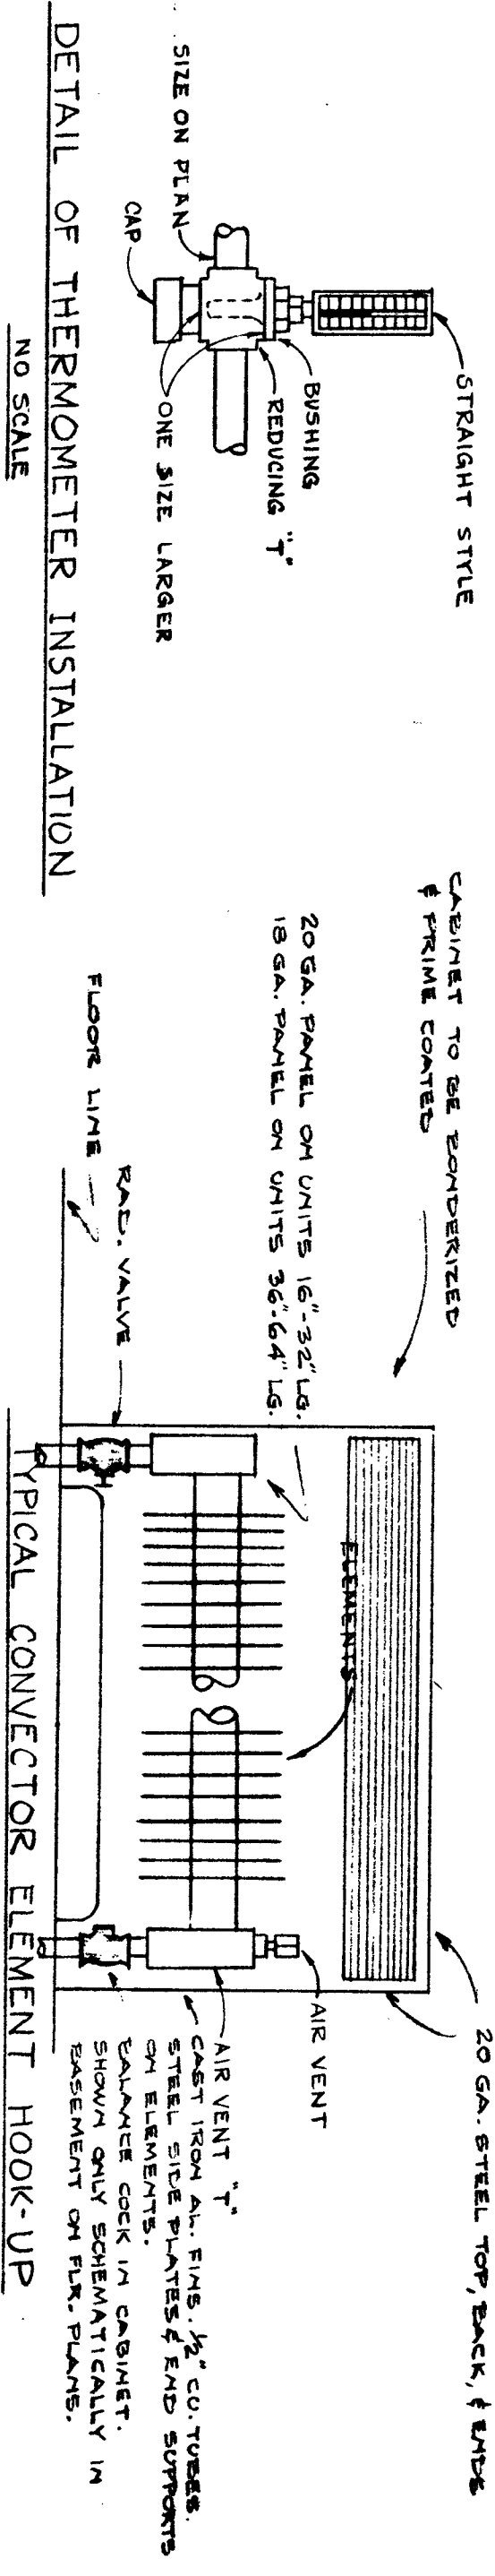 STRAIGHT STYLE
SIZE ON PLAN
BUSHING
REDUCING "T"
CAP
ONE SIZE LARGER
DETAIL OF THERMOMETER INSTALLATION
NO SCALE
CABINET TO BE BONDERIZED
& PRIME COATED
20 GA. STEEL TOP, BACK, & ENDS
20 GA. PANEL ON UNITS 16"-32" LG.
18 GA. PANEL ON UNITS 36"-64" LG.
ELEMENTS
AIR VENT
RAD. VALVE
FLOOR LINE
AIR VENT "T"
CAST IRON AL. FINS. 1/2" CU. TUBES.
STEEL SIDE PLATES & END SUPPORTS
ON ELEMENTS.
BALANCE COCK IN CABINET.
SHOWN ONLY SCHEMATICALLY IN
BASEMENT ON FLR. PLANS.
TYPICAL CONVECTOR ELEMENT HOOK-UP